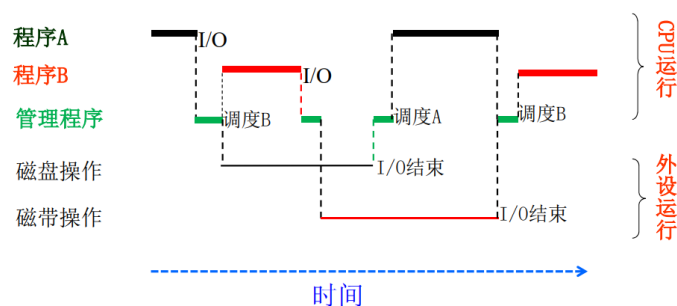 程序A
I/O
程序B
I/O
管理程序
调度B
调度A
调度B
磁盘操作
I/O结束
磁带操作
I/O结束
时间
CPU运行
外设运行